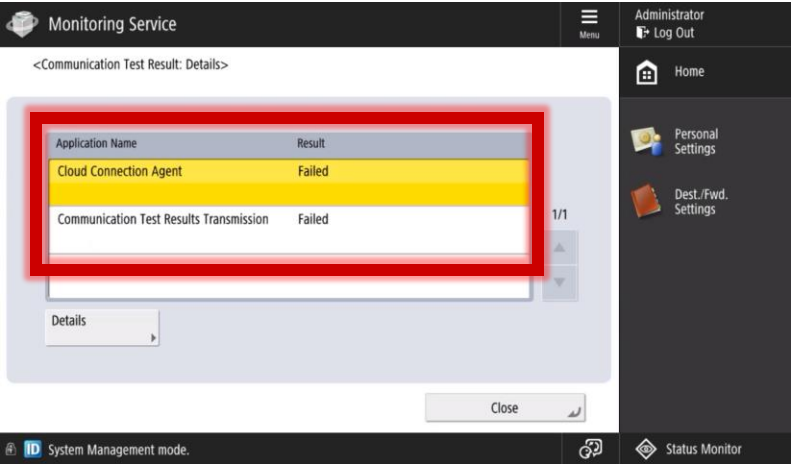 Monitoring Service
Menu
Administrator
Log Out
<Communication Test Result: Details>
Home
Application Name Result
Personal
Settings
Cloud Connection Agent Failed
Dest./Fwd.
Settings
Communication Test Results Transmission Failed
1/1
Details
Close
ID System Management mode.
Status Monitor